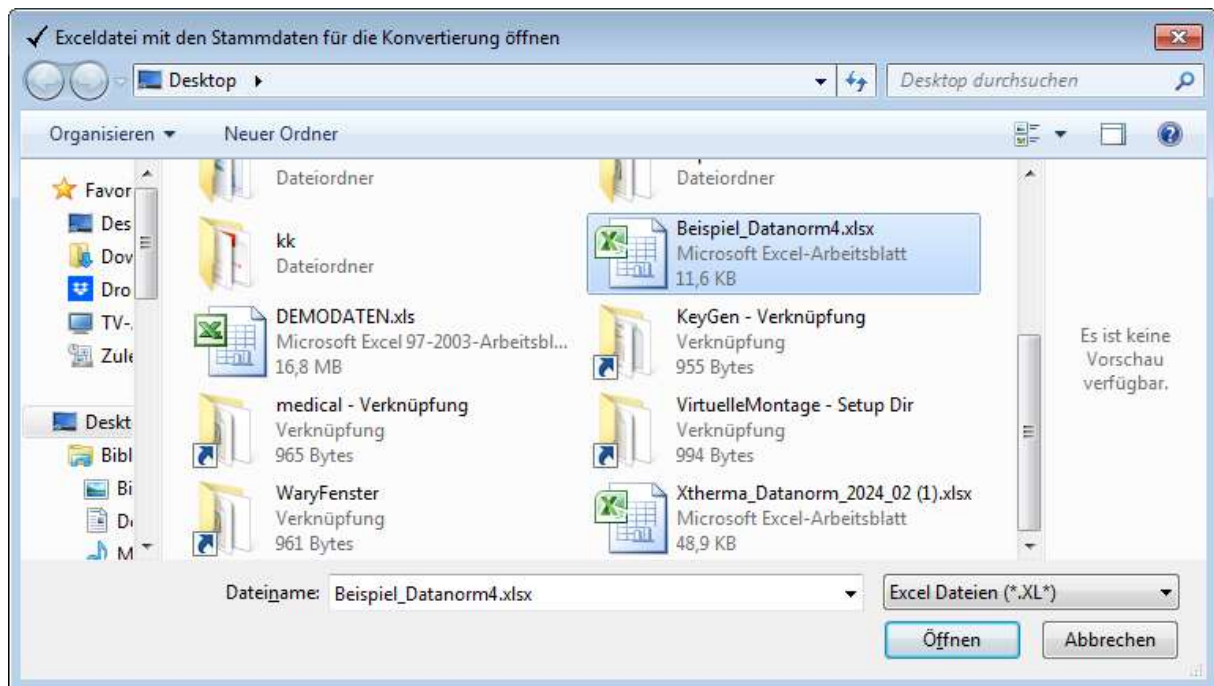 Exceldatei mit den Stammdaten für die Konvertierung öffnen
Desktop
Desktop durchsuchen
Organisieren
Neuer Ordner
Favor
Des
Dov
Dro
TV-
Zule
Deskt
Bibl
Bi
M
Dateiordner
Dateiordner
kk
Dateiordner
Beispiel_Datanorm4.xlsx
Microsoft Excel-Arbeitsblatt
11,6 KB
DEMODATEN.xls
Microsoft Excel 97-2003-Arbeitsbl...
16,8 MB
KeyGen - Verknüpfung
Verknüpfung
955 Bytes
medical - Verknüpfung
Verknüpfung
965 Bytes
VirtuelleMontage - Setup Dir
Verknüpfung
994 Bytes
WaryFenster
Verknüpfung
961 Bytes
Xtherma_Datanorm_2024_02 (1).xlsx
Microsoft Excel-Arbeitsblatt
48,9 KB
Es ist keine
Vorschau
verfügbar.
Dateiname: Beispiel_Datanorm4.xlsx
Excel Dateien (*.XL*)
Öffnen
Abbrechen